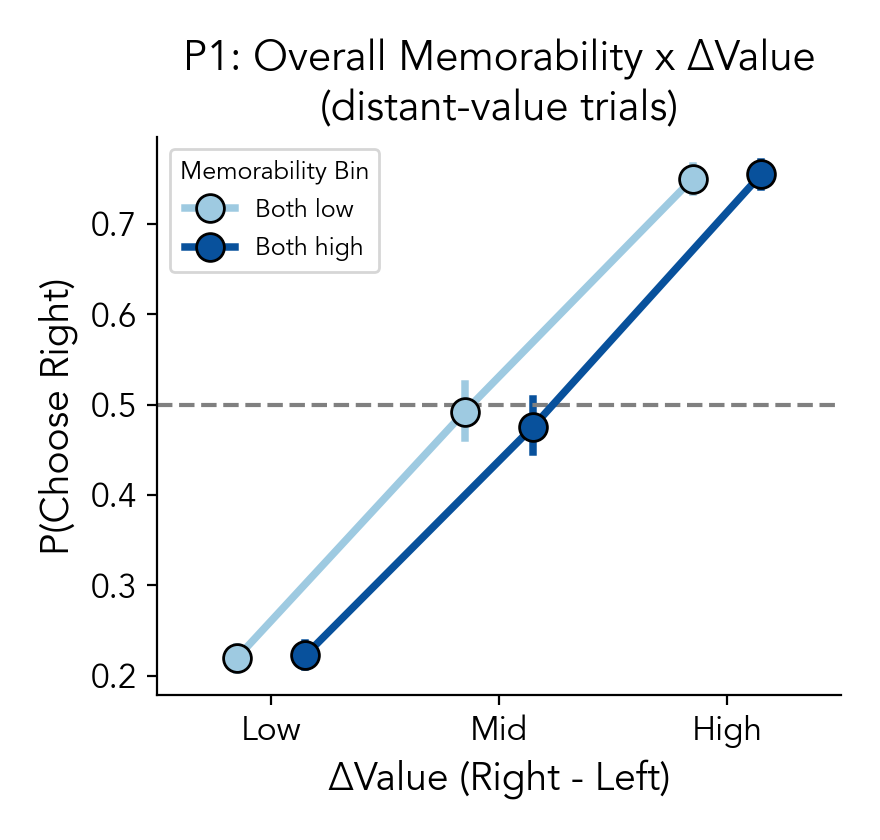 P1: Overall Memorability x ΔValue
(distant-value trials)
Memorability Bin
Both low
Both high
P(Choose Right)
0.7
0.6
0.5
0.4
0.3
0.2
Low
Mid
High
ΔValue (Right - Left)